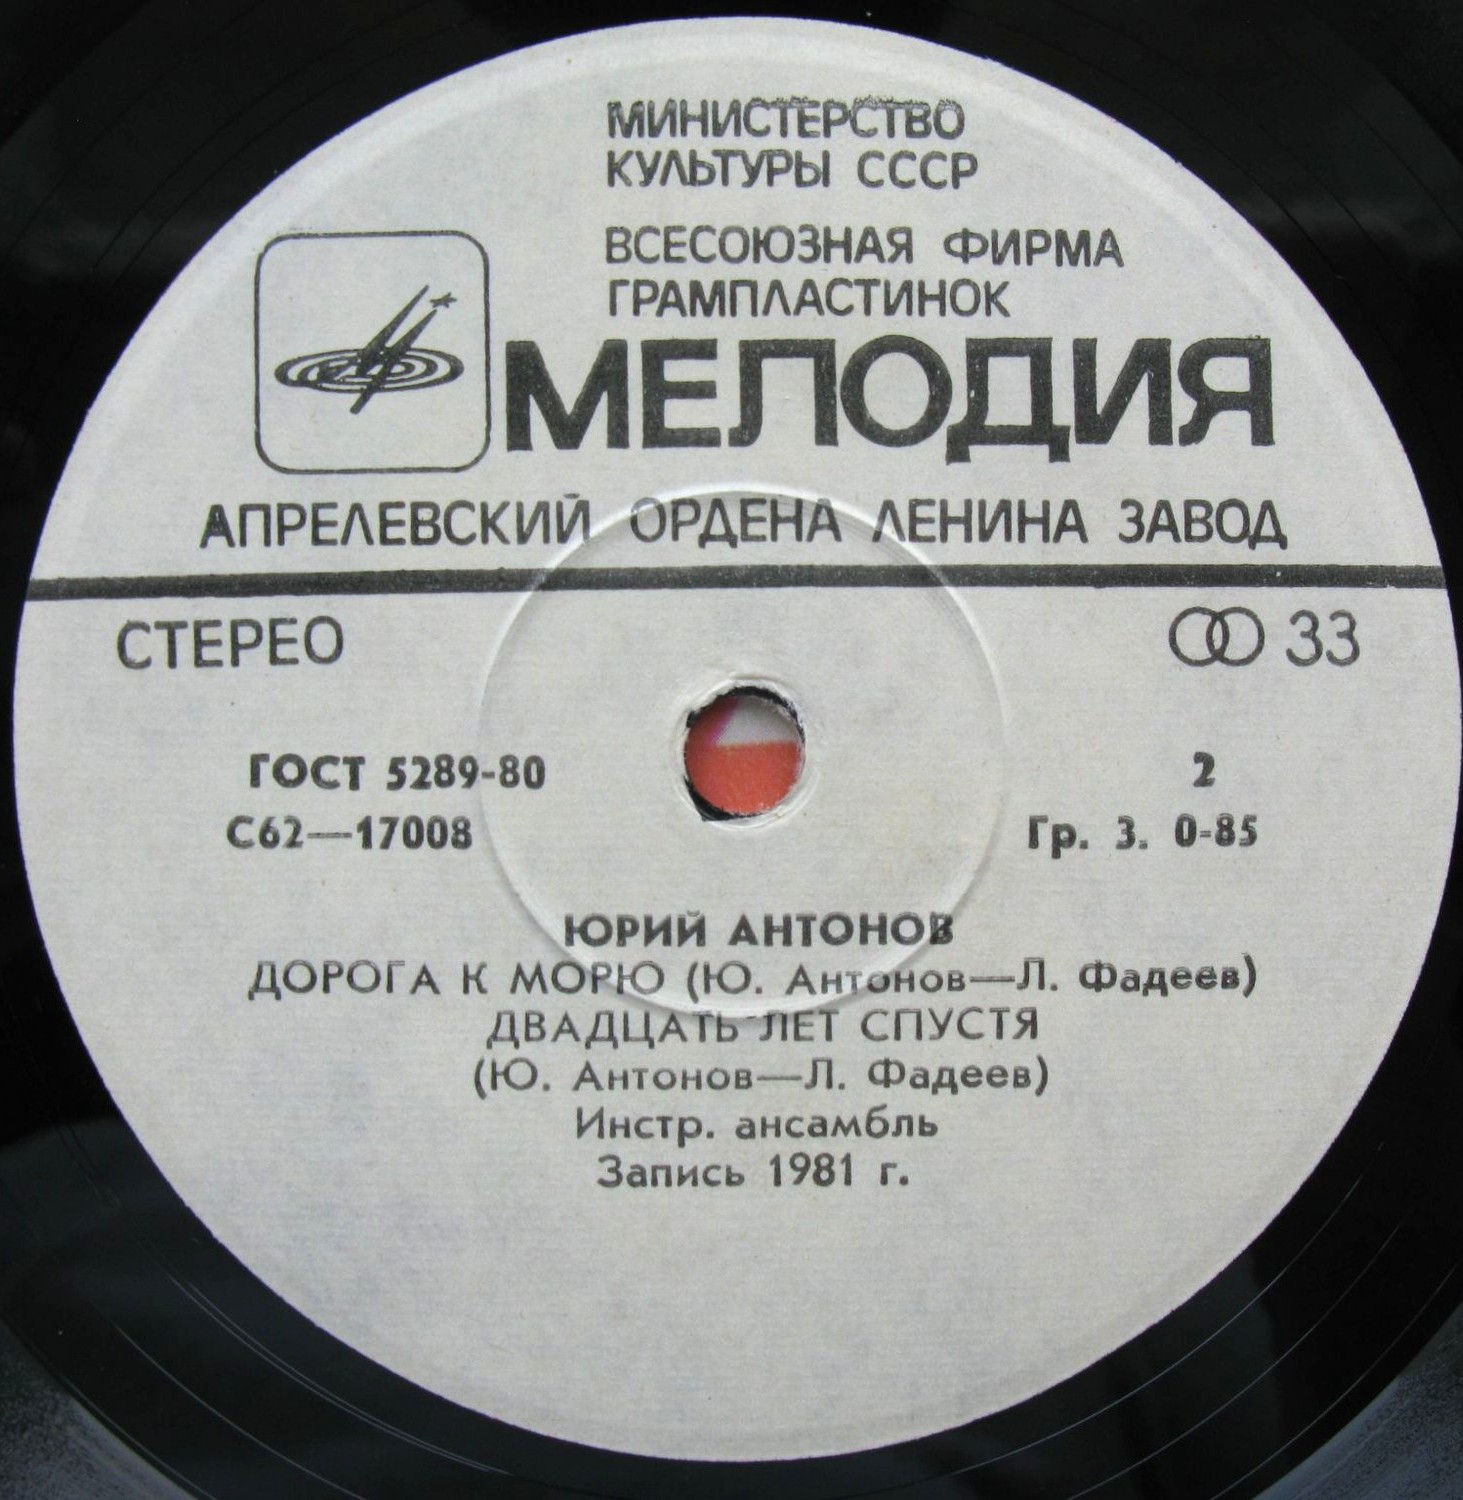 МИНИСТЕРСТВО
КУЛЬТУРЫ СССР
ВСЕСОЮЗНАЯ ФИРМА
ГРАМПЛАСТИНОК
МЕЛОДИЯ
АПРЕЛЕВСКИЙ ОРДЕНА ЛЕНИНА ЗАВОД
СТЕРЕО 33
ГОСТ 5289-80 2
С62—17008 Гр. 3. 0-85
ЮРИЙ АНТОНОВ
ДОРОГА К МОРЮ (Ю. Антонов—Л. Фадеев)
ДВАДЦАТЬ ЛЕТ СПУСТЯ
(Ю. Антонов—Л. Фадеев)
Инстр. ансамбль
Запись 1981 г.